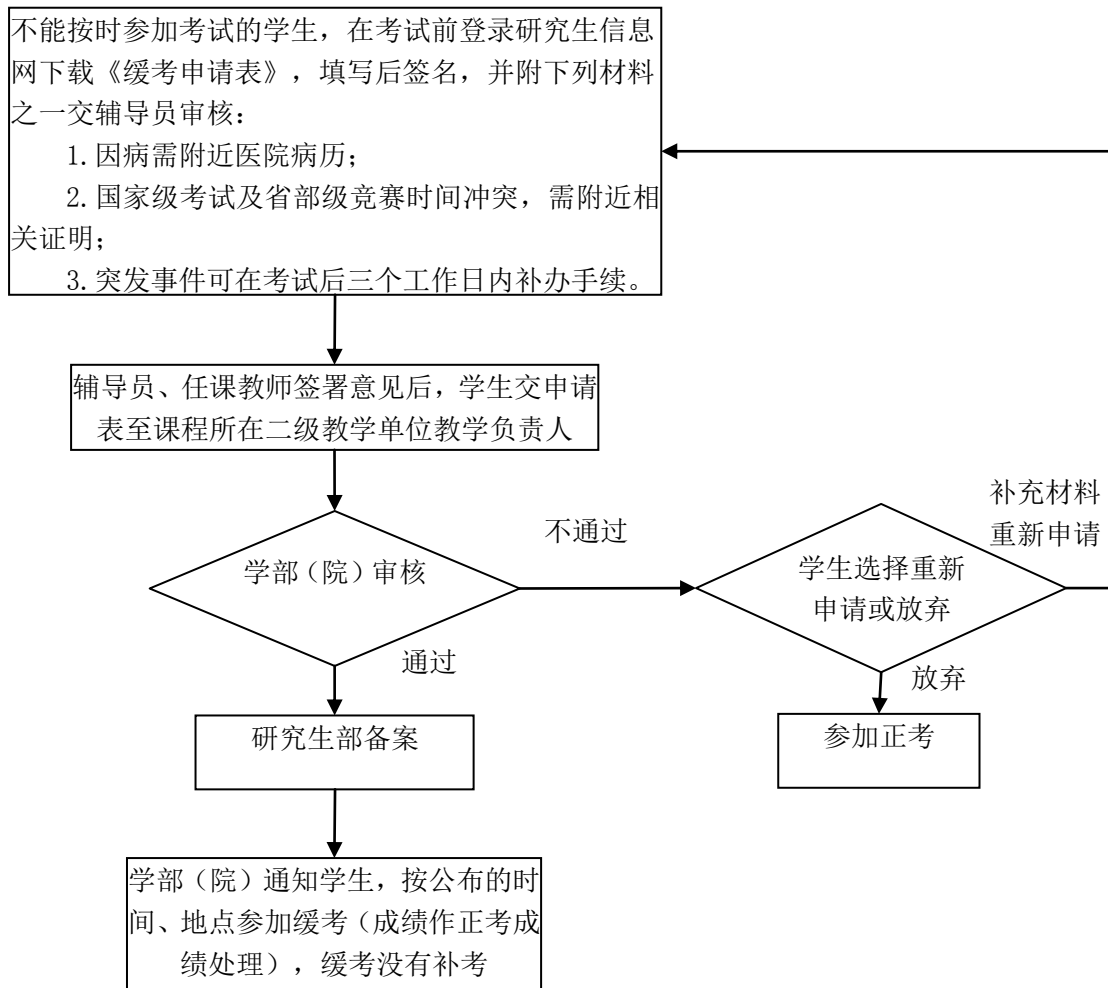 不能按时参加考试的学生，在考试前登录研究生信息
网下载《缓考申请表》，填写后签名，并附下列材料
之一交辅导员审核：
1.因病需附近医院病历；
2.国家级考试及省部级竞赛时间冲突，需附近相
关证明；
3.突发事件可在考试后三个工作日内补办手续。
辅导员、任课教师签署意见后，学生交申请
表至课程所在二级教学单位教学负责人
补充材料
重新申请
不通过
学部（院）审核
学生选择重新
申请或放弃
通过
放弃
研究生部备案
参加正考
学部（院）通知学生，按公布的时
间、地点参加缓考（成绩作正考成
绩处理），缓考没有补考